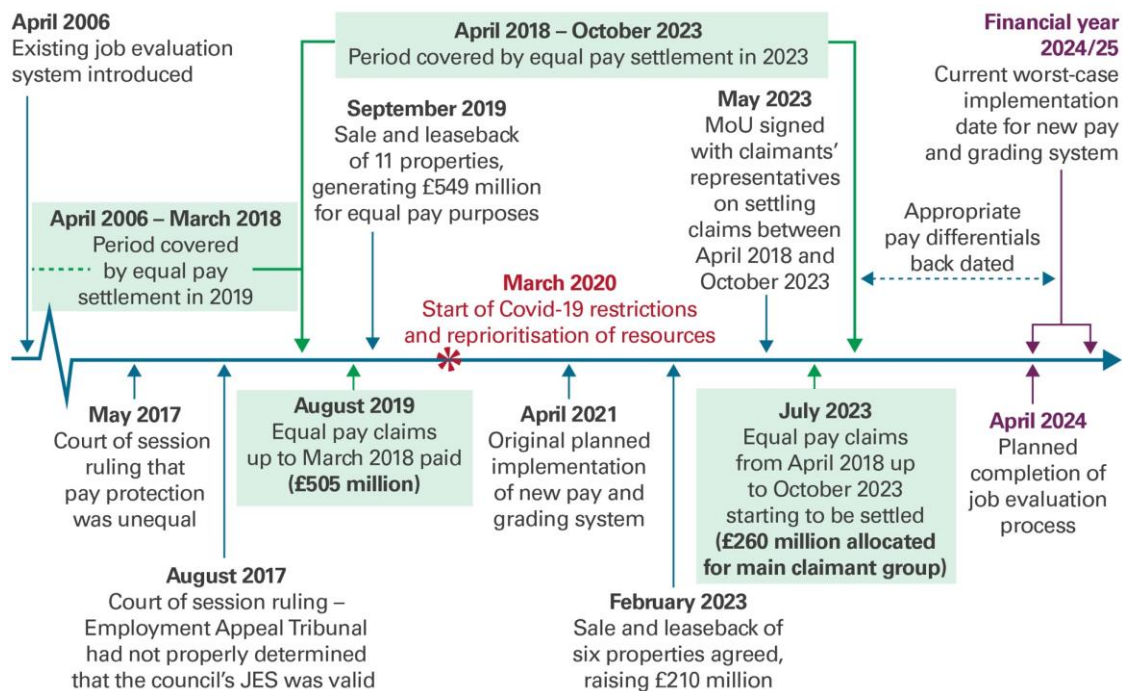 April 2006
Existing job evaluation
system introduced
April 2018 – October 2023
Period covered by equal pay settlement in 2023
Financial year
2024/25
Current worst-case
implementation
date for new pay
and grading system
September 2019
Sale and leaseback
of 11 properties,
generating £549 million
for equal pay purposes
May 2023
MoU signed
with claimants’
representatives
on settling
claims between
April 2018 and
October 2023
April 2006 – March 2018
Period covered
by equal pay
settlement in 2019
Appropriate
pay differentials
back dated
March 2020
Start of Covid-19 restrictions
and reprioritisation of resources
May 2017
Court of session
ruling that
pay protection
was unequal
August 2019
Equal pay claims
up to March 2018 paid
(£505 million)
April 2021
Original planned
implementation
of new pay and
grading system
July 2023
Equal pay claims
from April 2018 up
to October 2023
starting to be settled
(£260 million allocated
for main claimant group)
April 2024
Planned
completion of
job evaluation
process
August 2017
Court of session ruling –
Employment Appeal Tribunal
had not properly determined
that the council’s JES was valid
February 2023
Sale and leaseback of
six properties agreed,
raising £210 million